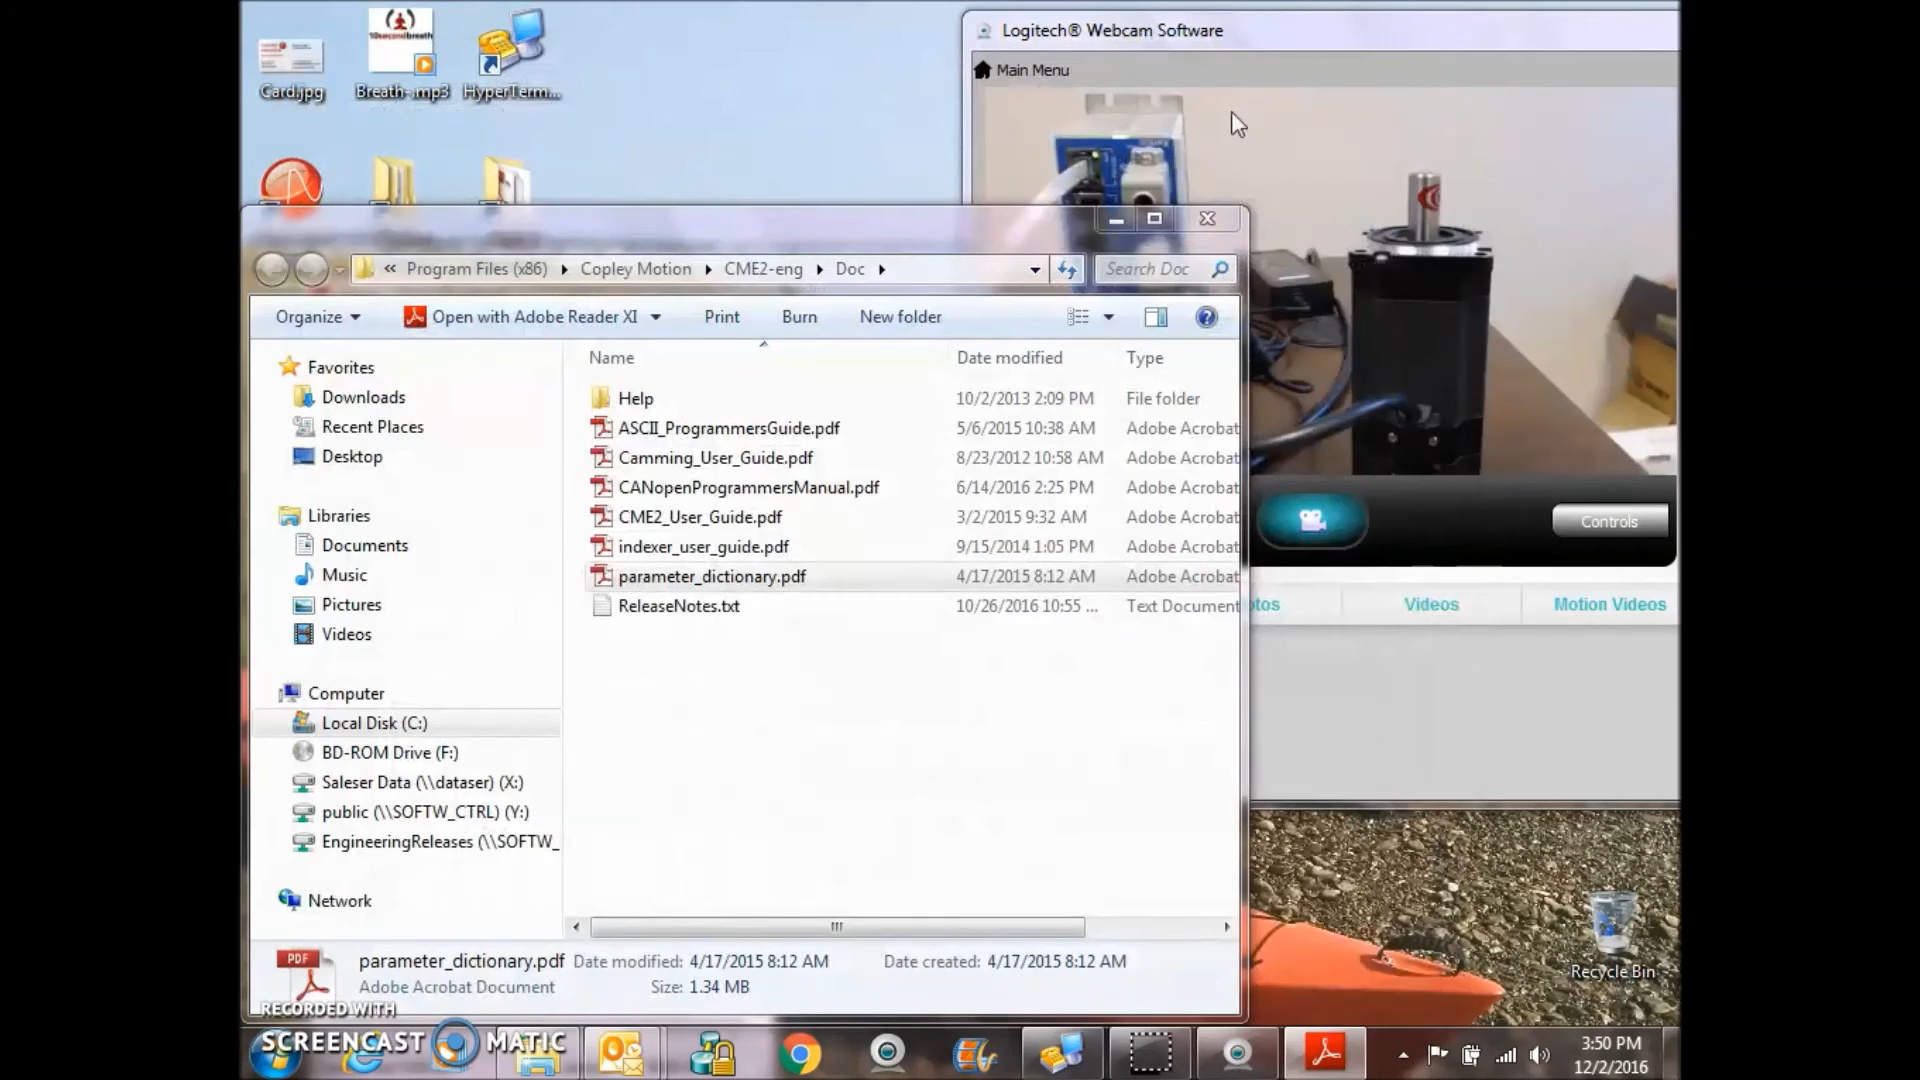 10secondbreath
Card.jpg
Breath-.mp3
HyperTerm...
Logitech® Webcam Software
Main Menu
« Program Files (x86) Copley Motion CME2-eng Doc
Search Doc
Organize
Open with Adobe Reader XI
Print
Burn
New folder
Name Date modified Type
Favorites
Downloads
Recent Places
Desktop
Libraries
Documents
Music
Pictures
Videos
Computer
Local Disk (C:)
BD-ROM Drive (F:)
Saleser Data (\\dataser) (X:)
public (\\SOFTW_CTRL) (Y:)
EngineeringReleases (\\SOFTW_
Network
Help 10/2/2013 2:09 PM File folder
ASCII_ProgrammersGuide.pdf 5/6/2015 10:38 AM Adobe Acrobat
Camming_User_Guide.pdf 8/23/2012 10:58 AM Adobe Acrobat
CANopenProgrammersManual.pdf 6/14/2016 2:25 PM Adobe Acrobat
CME2_User_Guide.pdf 3/2/2015 9:32 AM Adobe Acrobat
indexer_user_guide.pdf 9/15/2014 1:05 PM Adobe Acrobat
parameter_dictionary.pdf 4/17/2015 8:12 AM Adobe Acrobat
ReleaseNotes.txt 10/26/2016 10:55 ... Text Document
Controls
otos
Videos
Motion Videos
PDF
parameter_dictionary.pdf Date modified: 4/17/2015 8:12 AM Date created: 4/17/2015 8:12 AM
Adobe Acrobat Document Size: 1.34 MB
Recycle Bin
RECORDED WITH
SCREENCAST MATIC
3:50 PM
12/2/2016